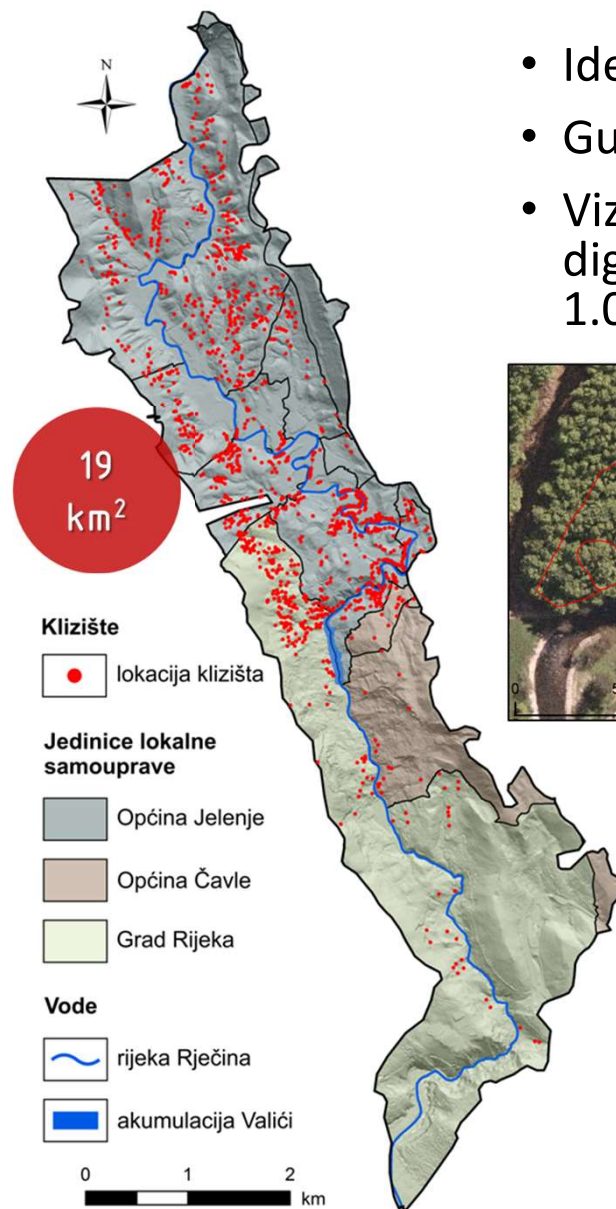 N
• Ide
• Gu
• Viz
dig
1.0
19
km²
Klizište
lokacija klizišta
Jedinice lokalne
samouprave
Općina Jelenje
Općina Čavle
Grad Rijeka
Vode
rijeka Rječina
akumulacija Valići
0 1 2
km
0 5